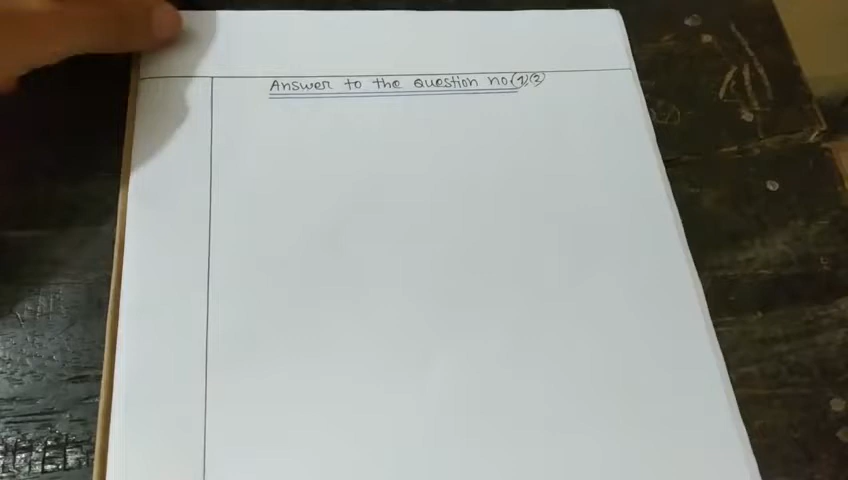 Answer to the question no (1)(2)